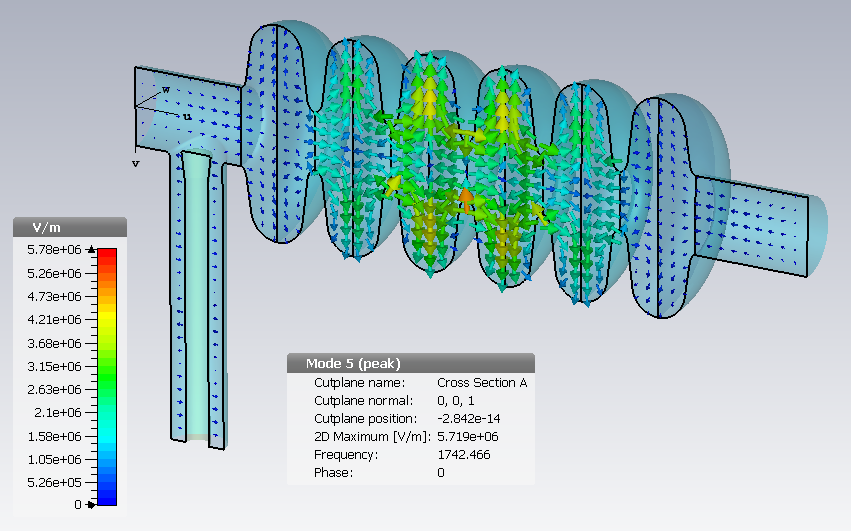 w
u
v
V/m
5.78e+06
5.26e+06
4.73e+06
4.21e+06
3.68e+06
3.15e+06
2.63e+06
2.1e+06
1.58e+06
1.05e+06
5.26e+05
0
Mode 5 (peak)
Cutplane name: Cross Section A
Cutplane normal: 0, 0, 1
Cutplane position: -2.842e-14
2D Maximum [V/m]: 5.719e+06
Frequency: 1742.466
Phase: 0